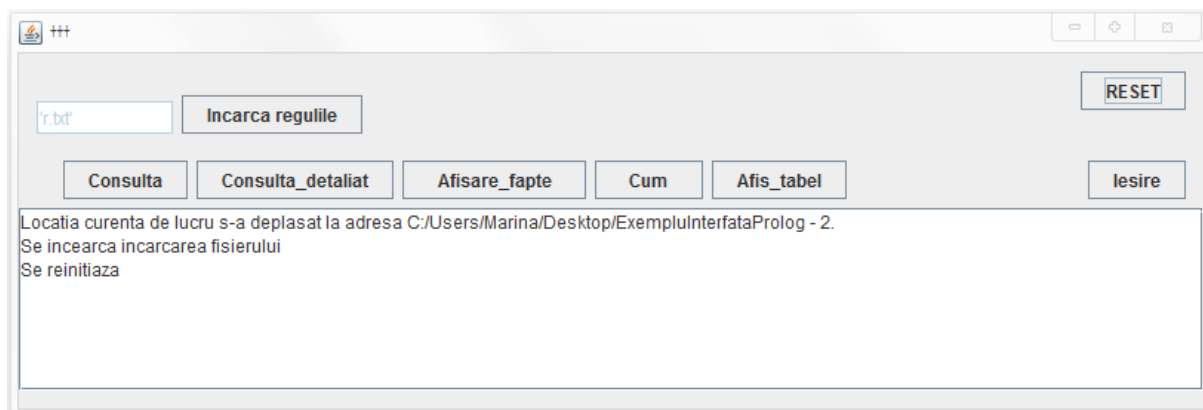 +++
RESET
'r.txt' Incarca regulile
Consulta Consulta_detaliat Afisare_fapte Cum Afis_tabel Iesire
Locatia curenta de lucru s-a deplasat la adresa C:/Users/Marina/Desktop/ExempluInterfataProlog - 2.
Se incearca incarcarea fisierului
Se reinitiaza